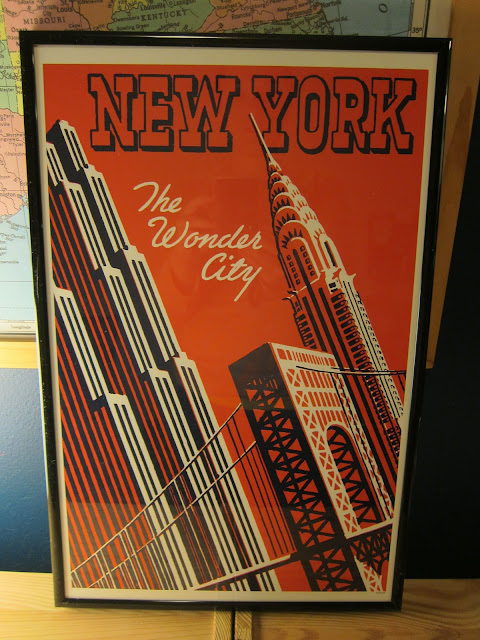 MISSOURI
KENTUCKY
NEW YORK
The
Wonder
City